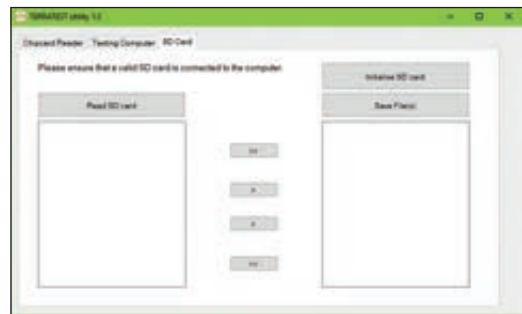 TERRATEST utility 1.0
Chipcard Reader Testing Computer SD Card
Please ensure that a valid SD card is connected to the computer.
Initialise SD card
Read SD card
Save File(s)